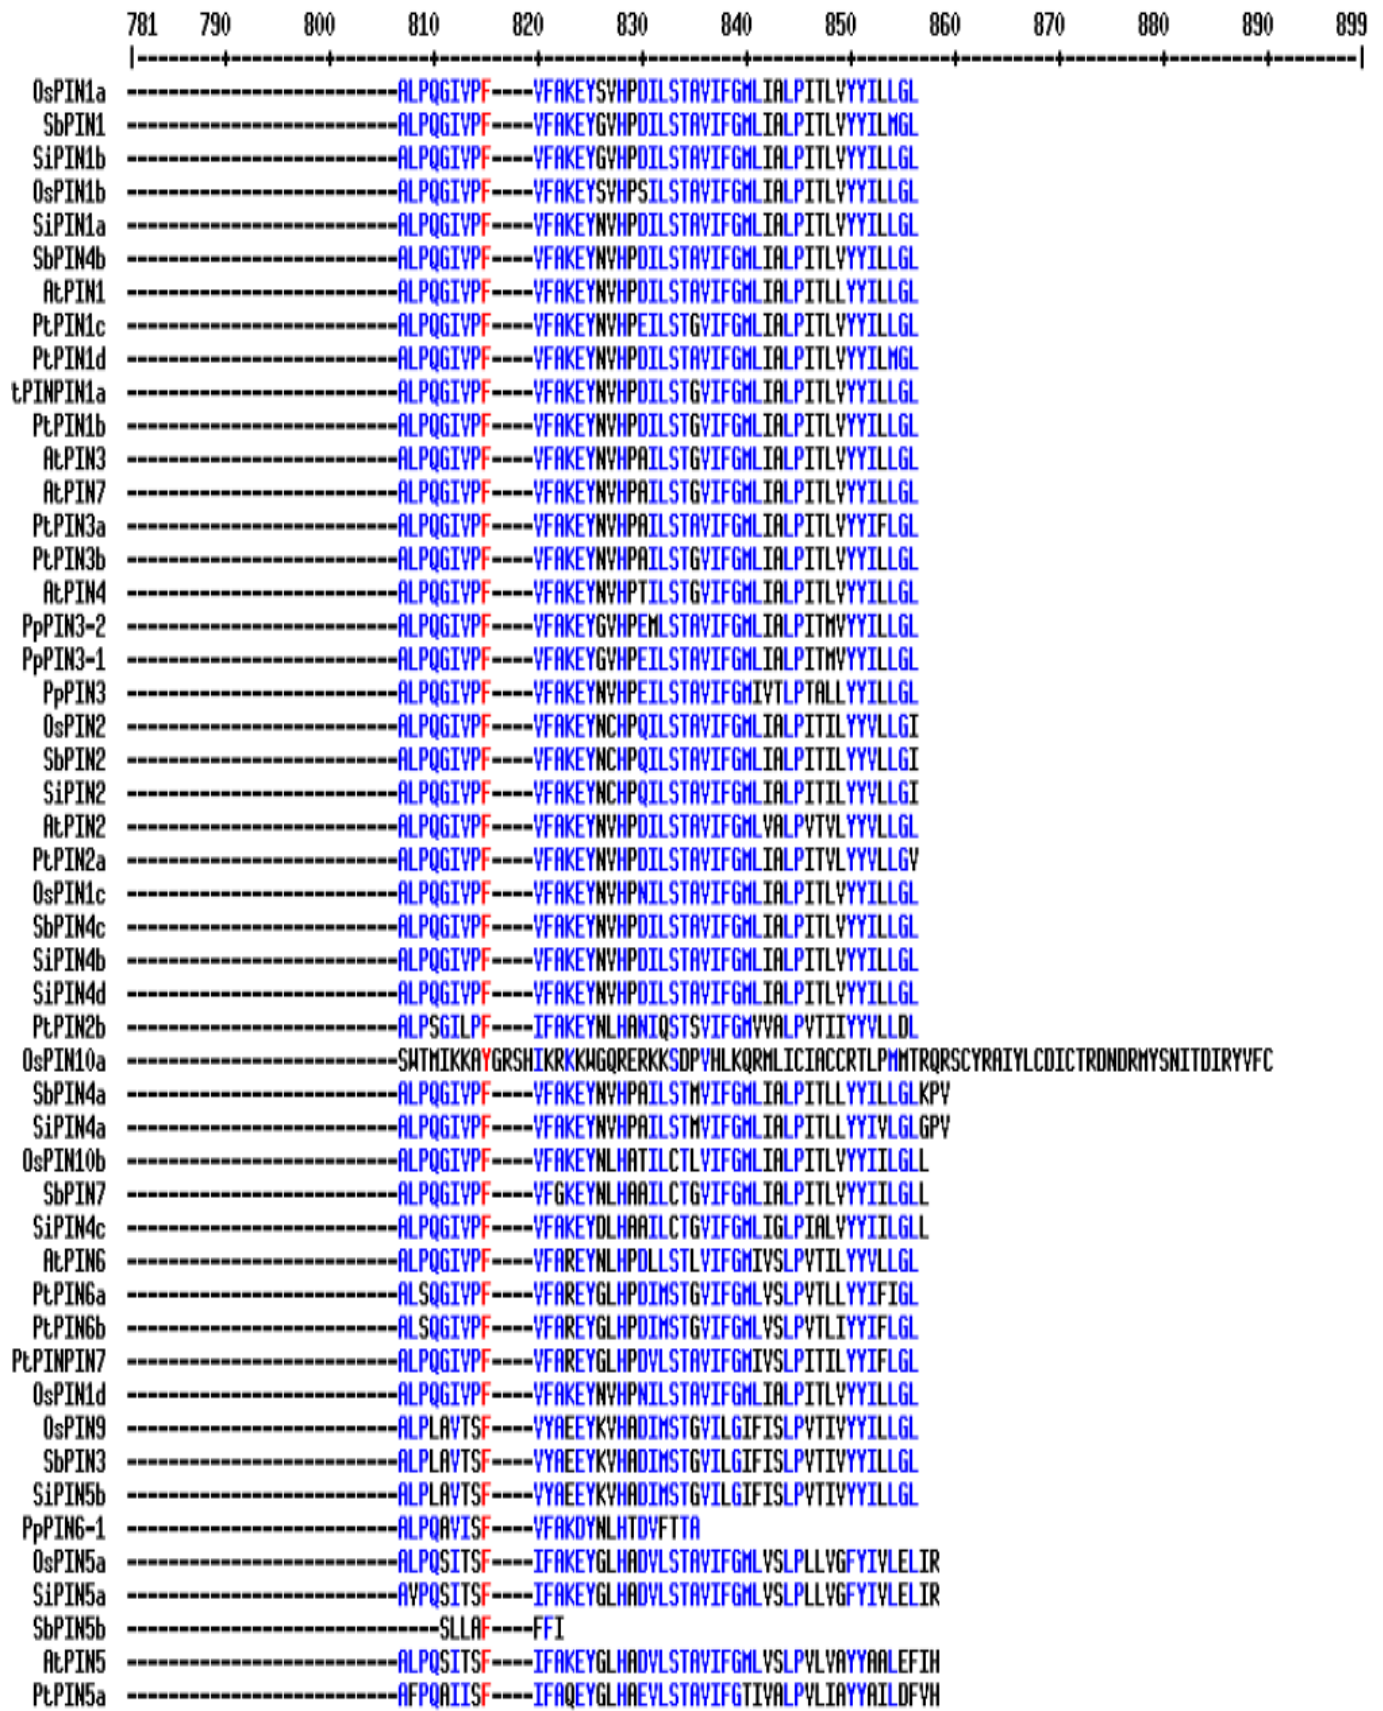 781 790 800 810 820 830 840 850 860 870 880 890 899
|--------+---------+---------+---------+---------+---------+---------+---------+---------+---------+---------+--------|
OsPIN1a --------------------------ALPQGIVPF----VFAKEYSVHPDILSTAVIFGMLIALPITLVYYILLGL
SbPIN1 --------------------------ALPQGIVPF----VFAKEYGVHPDILSTAVIFGMLIALPITLVYYILMGL
SiPIN1b --------------------------ALPQGIVPF----VFAKEYGVHPDILSTAVIFGMLIALPITLVYYILLGL
OsPIN1b --------------------------ALPQGIVPF----VFAKEYSVHPSILSTAVIFGMLIALPITLVYYILLGL
SiPIN1a --------------------------ALPQGIVPF----VFAKEYNVHPDILSTAVIFGMLIALPITLVYYILLGL
SbPIN4b --------------------------ALPQGIVPF----VFAKEYNVHPDILSTAVIFGMLIALPITLVYYILLGL
AtPIN1 --------------------------ALPQGIVPF----VFAKEYNVHPDILSTAVIFGMLIALPITLLYYILLGL
PtPIN1c --------------------------ALPQGIVPF----VFAKEYNVHPEILSTGVIFGMLIALPITLVYYILLGL
PtPIN1d --------------------------ALPQGIVPF----VFAKEYNVHPDILSTAVIFGMLIALPITLVYYILMGL
tPINPIN1a --------------------------ALPQGIVPF----VFAKEYNVHPDILSTGVIFGMLIALPITLVYYILLGL
PtPIN1b --------------------------ALPQGIVPF----VFAKEYNVHPDILSTGVIFGMLIALPITLVYYILLGL
AtPIN3 --------------------------ALPQGIVPF----VFAKEYNVHPAILSTGVIFGMLIALPITLVYYILLGL
AtPIN7 --------------------------ALPQGIVPF----VFAKEYNVHPAILSTGVIFGMLIALPITLVYYILLGL
PtPIN3a --------------------------ALPQGIVPF----VFAKEYNVHPAILSTAVIFGMLIALPITLVYYIFLGL
PtPIN3b --------------------------ALPQGIVPF----VFAKEYNVHPAILSTGVIFGMLIALPITLVYYILLGL
AtPIN4 --------------------------ALPQGIVPF----VFAKEYNVHPTILSTGVIFGMLIALPITLVYYILLGL
PpPIN3-2 --------------------------ALPQGIVPF----VFAKEYGVHPEMLSTAVIFGMLIALPITMVYYILLGL
PpPIN3-1 --------------------------ALPQGIVPF----VFAKEYGVHPEILSTAVIFGMLIALPITMVYYILLGL
PpPIN3 --------------------------ALPQGIVPF----VFAKEYNVHPEILSTAVIFGMIVTLPTALLYYILLGL
OsPIN2 --------------------------ALPQGIVPF----VFAKEYNCHPQILSTAVIFGMLIALPITILYYVLLGI
SbPIN2 --------------------------ALPQGIVPF----VFAKEYNCHPQILSTAVIFGMLIALPITILYYVLLGI
SiPIN2 --------------------------ALPQGIVPF----VFAKEYNCHPQILSTAVIFGMLIALPITILYYVLLGI
AtPIN2 --------------------------ALPQGIVPF----VFAKEYNVHPDILSTAVIFGMLVALPVTVLYYVLLGL
PtPIN2a --------------------------ALPQGIVPF----VFAKEYNVHPDILSTAVIFGMLIALPITVLYYVLLGV
OsPIN1c --------------------------ALPQGIVPF----VFAKEYNVHPNILSTAVIFGMLIALPITLVYYILLGL
SbPIN4c --------------------------ALPQGIVPF----VFAKEYNVHPDILSTAVIFGMLIALPITLVYYILLGL
SiPIN4b --------------------------ALPQGIVPF----VFAKEYNVHPDILSTAVIFGMLIALPITLVYYILLGL
SiPIN4d --------------------------ALPQGIVPF----VFAKEYNVHPDILSTAVIFGMLIALPITLVYYILLGL
PtPIN2b --------------------------ALPSGILPF----IFAKEYNLHANIQSTSVIFGMVVALPVTIIYYVLLDL
OsPIN10a --------------------------SWTMIKKAYGRSHIKRKKWGQRERKKSDPVHLKQRMLICIACCRTLPMMTRQRSCYRAIYLCDICTRDNDRMYSNITDIRYVFC
SbPIN4a --------------------------ALPQGIVPF----VFAKEYNVHPAILSTMVIFGMLIALPITLLYYILLGLKPV
SiPIN4a --------------------------ALPQGIVPF----VFAKEYNVHPAILSTMVIFGMLIALPITLLYYIVLGLGPV
OsPIN10b --------------------------ALPQGIVPF----VFAKEYNLHATILCTLVIFGMLIALPITLVYYIILGLL
SbPIN7 --------------------------ALPQGIVPF----VFGKEYNLHAAILCTGVIFGMLIALPITLVYYIILGLL
SiPIN4c --------------------------ALPQGIVPF----VFAKEYDLHAAILCTGVIFGMLIGLPIALVYYIILGLL
AtPIN6 --------------------------ALPQGIVPF----VFAREYNLHPDLLSTLVIFGMIVSLPVTILYYVLLGL
PtPIN6a --------------------------ALSQGIVPF----VFAREYGLHPDIMSTGVIFGMLVSLPVTLLYYIFIGL
PtPIN6b --------------------------ALSQGIVPF----VFAREYGLHPDIMSTGVIFGMLVSLPVTLIYYIFLGL
PtPINPIN7 --------------------------ALPQGIVPF----VFAREYGLHPDVLSTAVIFGMIVSLPITILYYIFLGL
OsPIN1d --------------------------ALPQGIVPF----VFAKEYNVHPNILSTAVIFGMLIALPITLVYYILLGL
OsPIN9 --------------------------ALPLAVTSF----VYAEEYKVHADIMSTGVILGIFISLPVTIVYYILLGL
SbPIN3 --------------------------ALPLAVTSF----VYAEEYKVHADIMSTGVILGIFISLPVTIVYYILLGL
SiPIN5b --------------------------ALPLAVTSF----VYAEEYKVHADIMSTGVILGIFISLPVTIVYYILLGL
PpPIN6-1 --------------------------ALPQAVISF----VFAKDYNLHTDVFTTA
OsPIN5a --------------------------ALPQSITSF----IFAKEYGLHADVLSTAVIFGMLVSLPLLVGFYIVLELIR
SiPIN5a --------------------------AVPQSITSF----IFAKEYGLHADVLSTAVIFGMLVSLPLLVGFYIVLELIR
SbPIN5b ------------------------------SLLAF----FFI
AtPIN5 --------------------------ALPQSITSF----IFAKEYGLHADVLSTAVIFGMLVSLPVLVAYYAALEFIH
PtPIN5a --------------------------AFPQAIISF----IFAQEYGLHAEVLSTAVIFGTIVALPVLIAYYAILDFVH